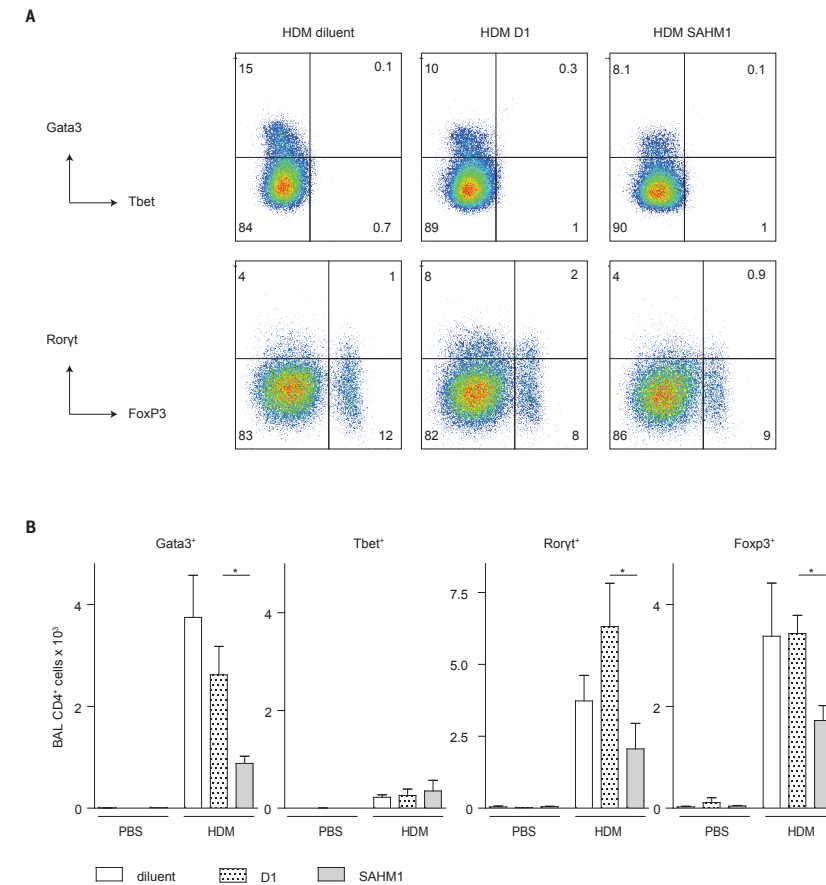 A
HDM diluent HDM D1 HDM SAHM1
15 0.1 10 0.3 8.1 0.1
Gata3
Tbet
84 0.7 89 1 90 1
4 1 8 2 4 0.9
Rorγt
FoxP3
83 12 82 8 86 9
B
Gata3⁺ Tbet⁺ Rorγt⁺ Foxp3⁺
BAL CD4⁺ cells x 10³
4 4 7.5 4
* * *
5.0
2 2 2.5 2
0 0 0 0
PBS HDM PBS HDM PBS HDM PBS HDM
diluent D1 SAHM1